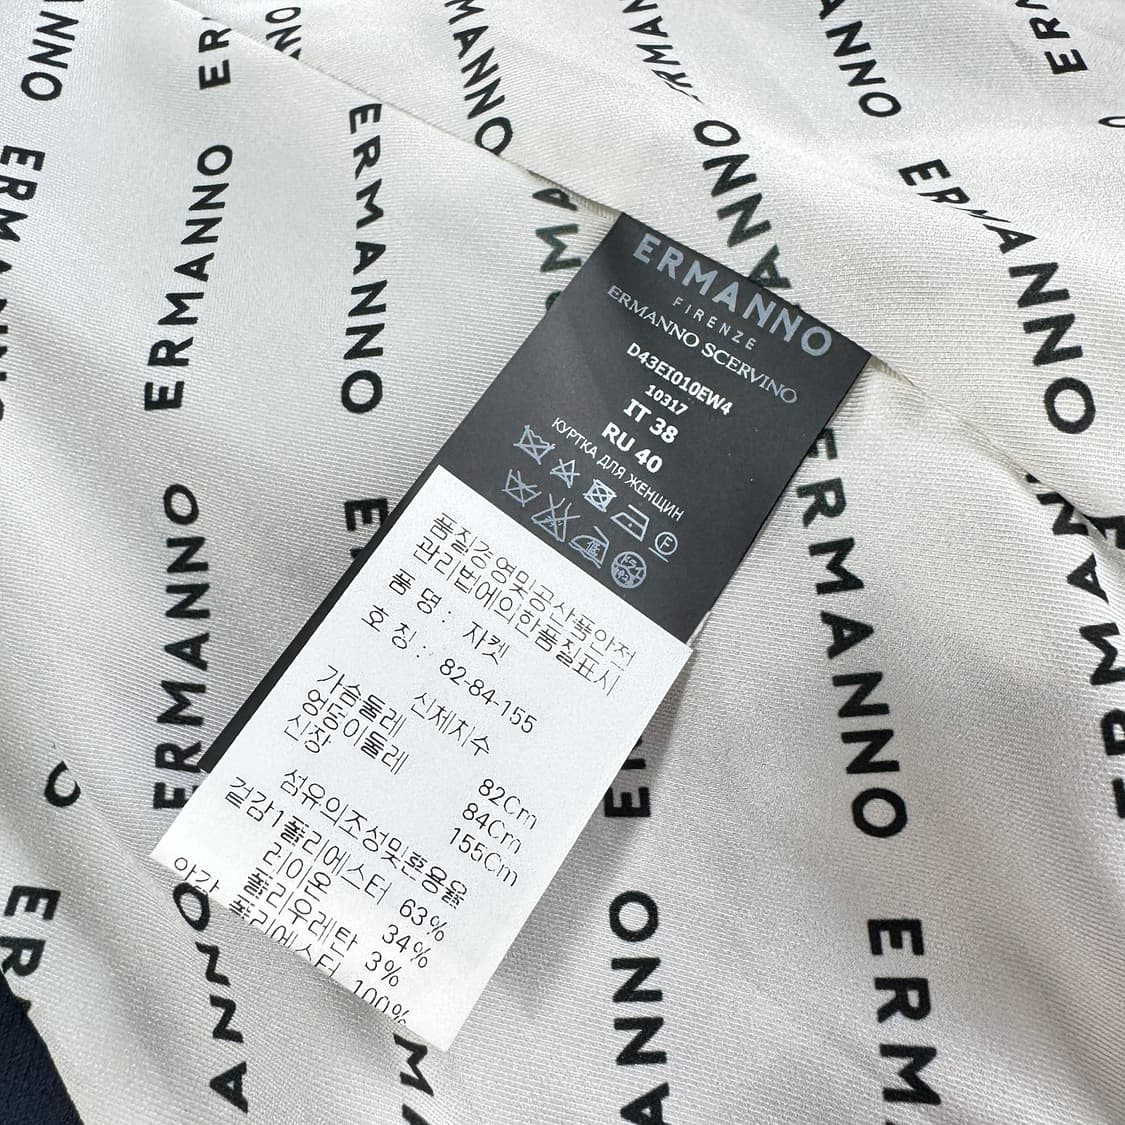 ERMANNO
FIRENZE
ERMANNO SCERVINO
D43EI010EW4
10317
IT 38
RU 40
КУРТКА ДЛЯ ЖЕНЩИН
F
품질경영및공산품안전
관리법에의한품질표시
품 명 : 자켓
호 칭 : 82-84-155
신체치수
가슴둘레 82Cm
엉덩이둘레 84Cm
신장 155Cm
섬유의조성및혼용율
겉감1폴리에스터 63%
레이온 34%
폴리우레탄 3%
안감 폴리에스터 100%
ERMANNO
ERMANNO
ERMANNO
ERMANNO
ERMANNO